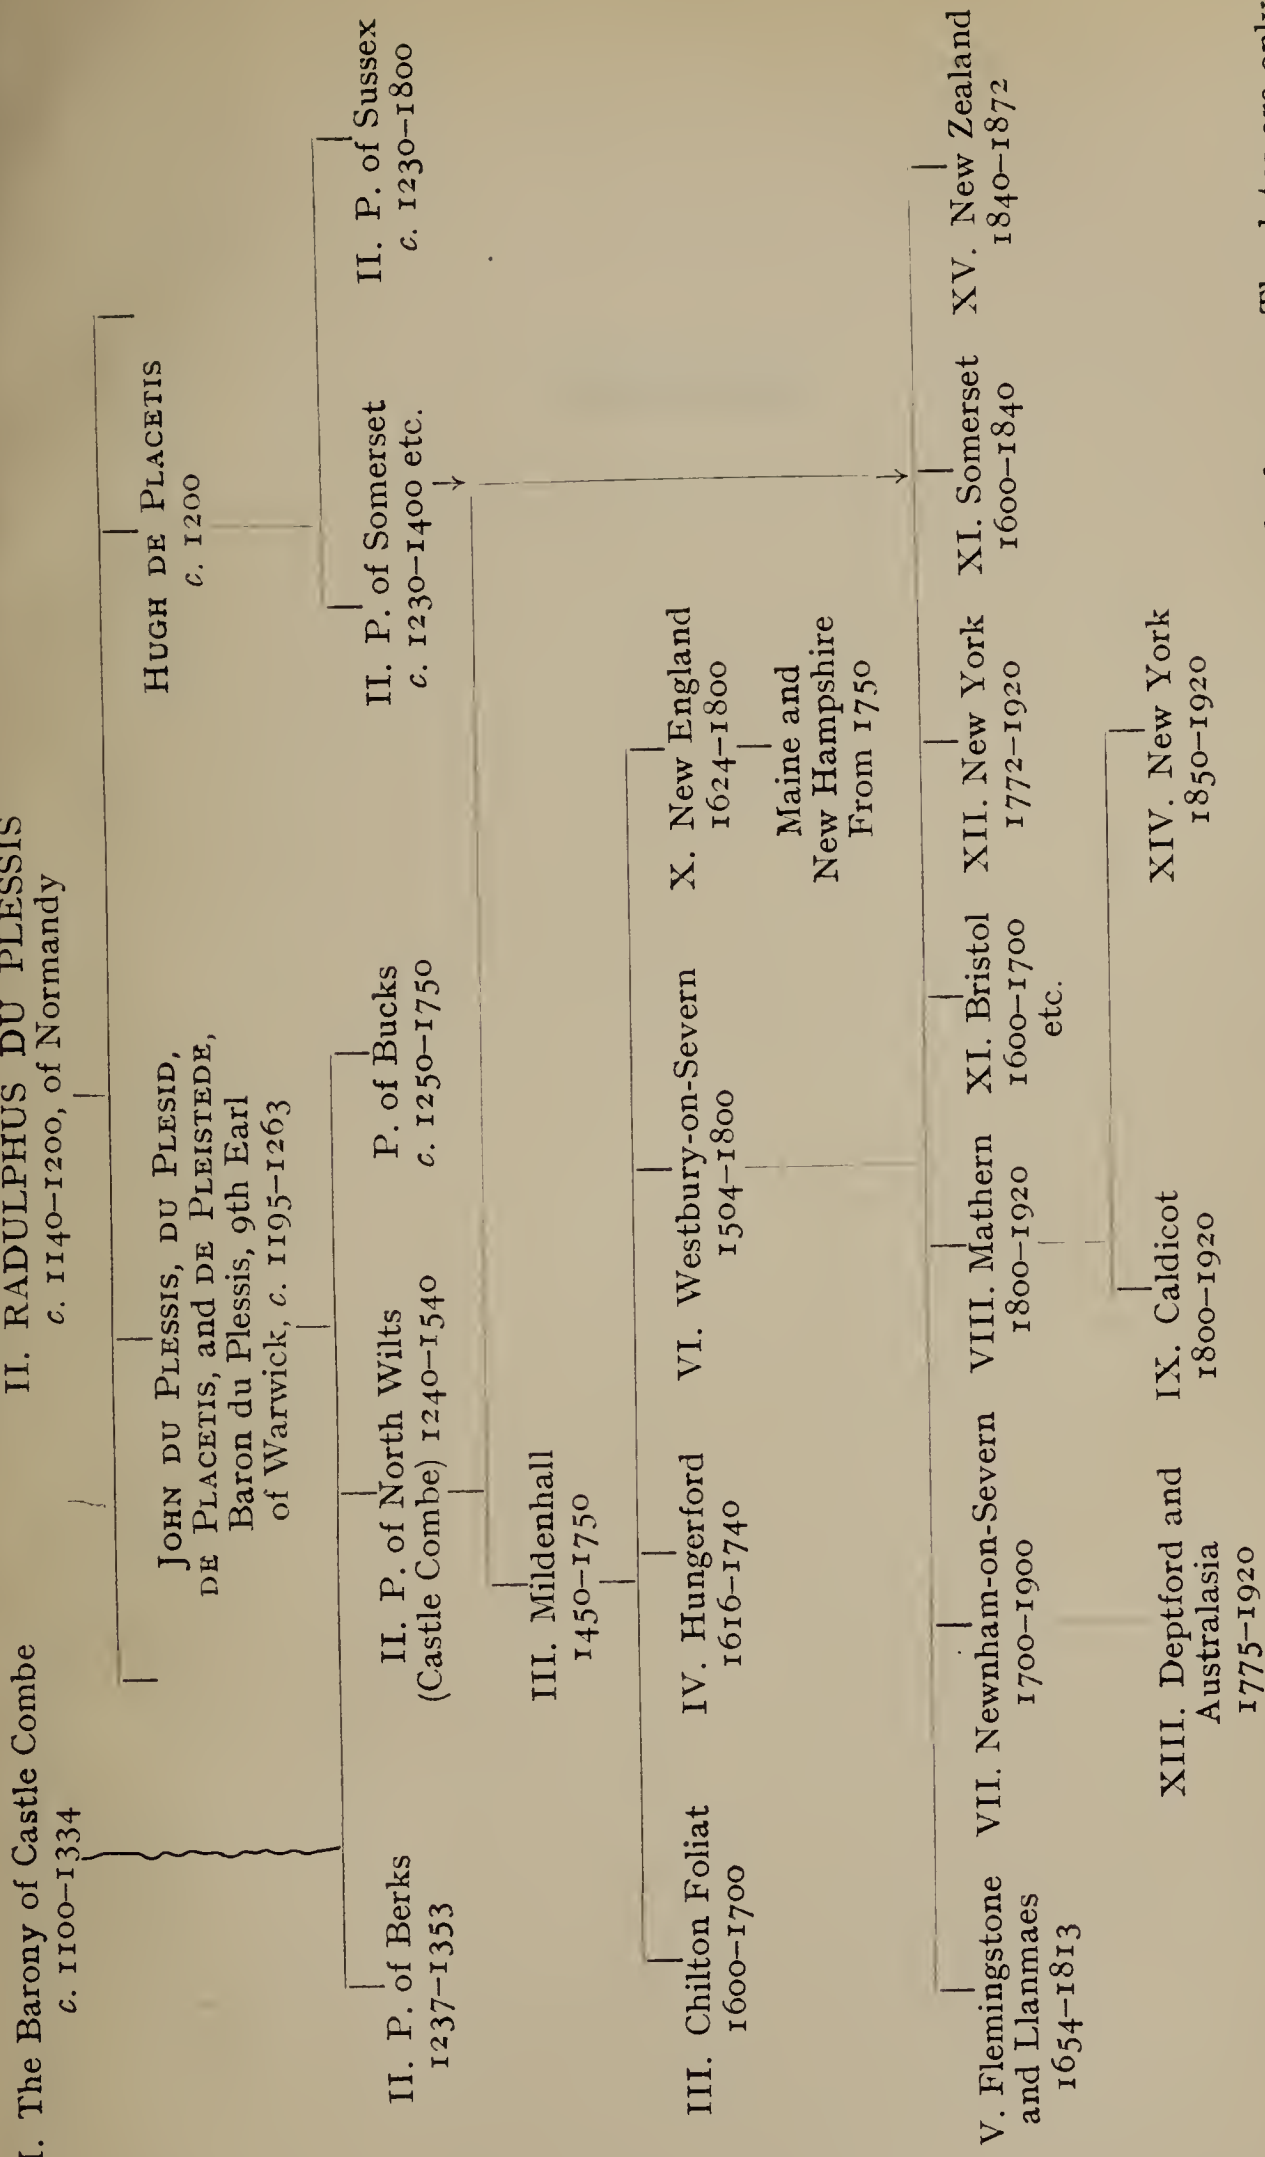 I. The Barony of Castle Combe
c. 1100–1334
II. RADULPHUS DU PLESSIS
c. 1140–1200, of Normandy
JOHN DU PLESSIS, DU PLESID,
DE PLACETIS, and DE PLEISTEDE,
Baron du Plessis, 9th Earl
of Warwick, c. 1195–1263
HUGH DE PLACETIS
c. 1200
II. P. of Berks
1237–1353
II. P. of North Wilts
(Castle Combe) 1240–1540
P. of Bucks
c. 1250–1750
II. P. of Somerset
c. 1230–1400 etc.
II. P. of Sussex
c. 1230–1800
III. Mildenhall
1450–1750
III. Chilton Foliat
1600–1700
IV. Hungerford
1616–1740
VI. Westbury-on-Severn
1504–1800
X. New England
1624–1800
Maine and
New Hampshire
From 1750
V. Flemingstone
and Llanmaes
1654–1813
VII. Newnham-on-Severn
1700–1900
VIII. Mathern
1800–1920
XI. Bristol
1600–1700
etc.
XII. New York
1772–1920
XI. Somerset
1600–1840
XV. New Zealand
1840–1872
XIII. Deptford and
Australasia
1775–1920
IX. Caldicot
1800–1920
XIV. New York
1850–1920